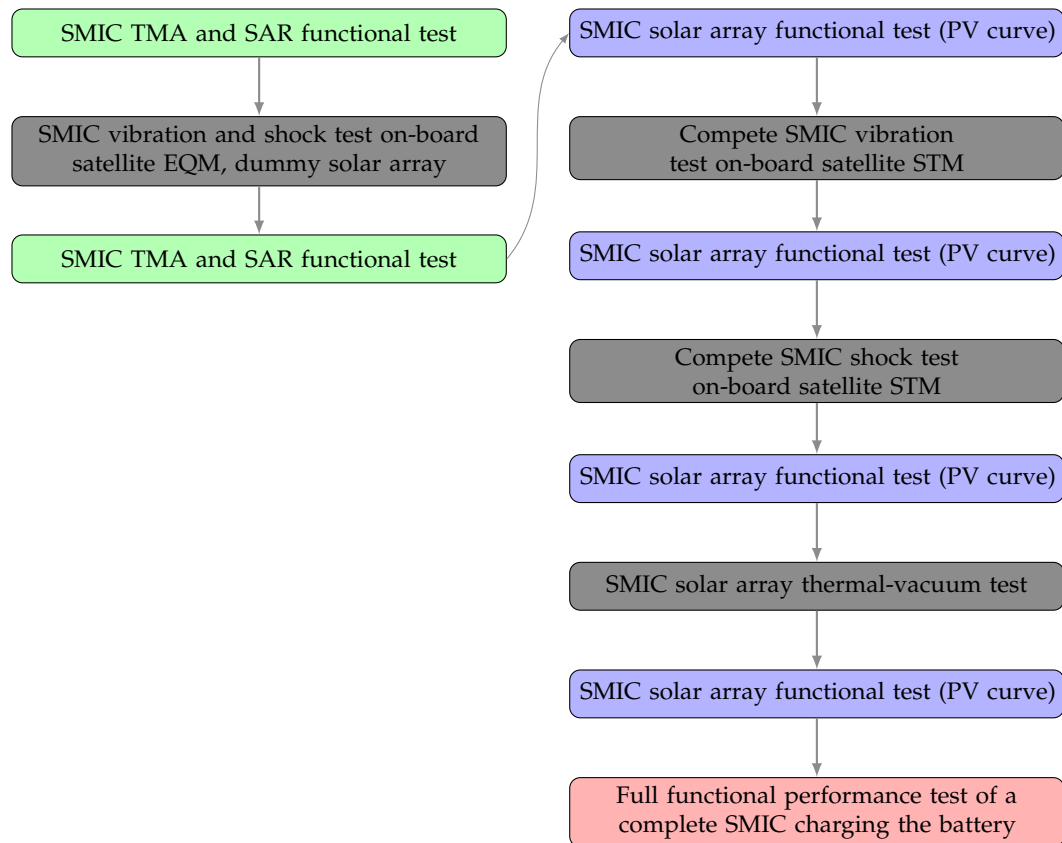 SMIC TMA and SAR functional test
SMIC vibration and shock test on-board
satellite EQM, dummy solar array
SMIC TMA and SAR functional test
SMIC solar array functional test (PV curve)
Compete SMIC vibration
test on-board satellite STM
SMIC solar array functional test (PV curve)
Compete SMIC shock test
on-board satellite STM
SMIC solar array functional test (PV curve)
SMIC solar array thermal-vacuum test
SMIC solar array functional test (PV curve)
Full functional performance test of a
complete SMIC charging the battery